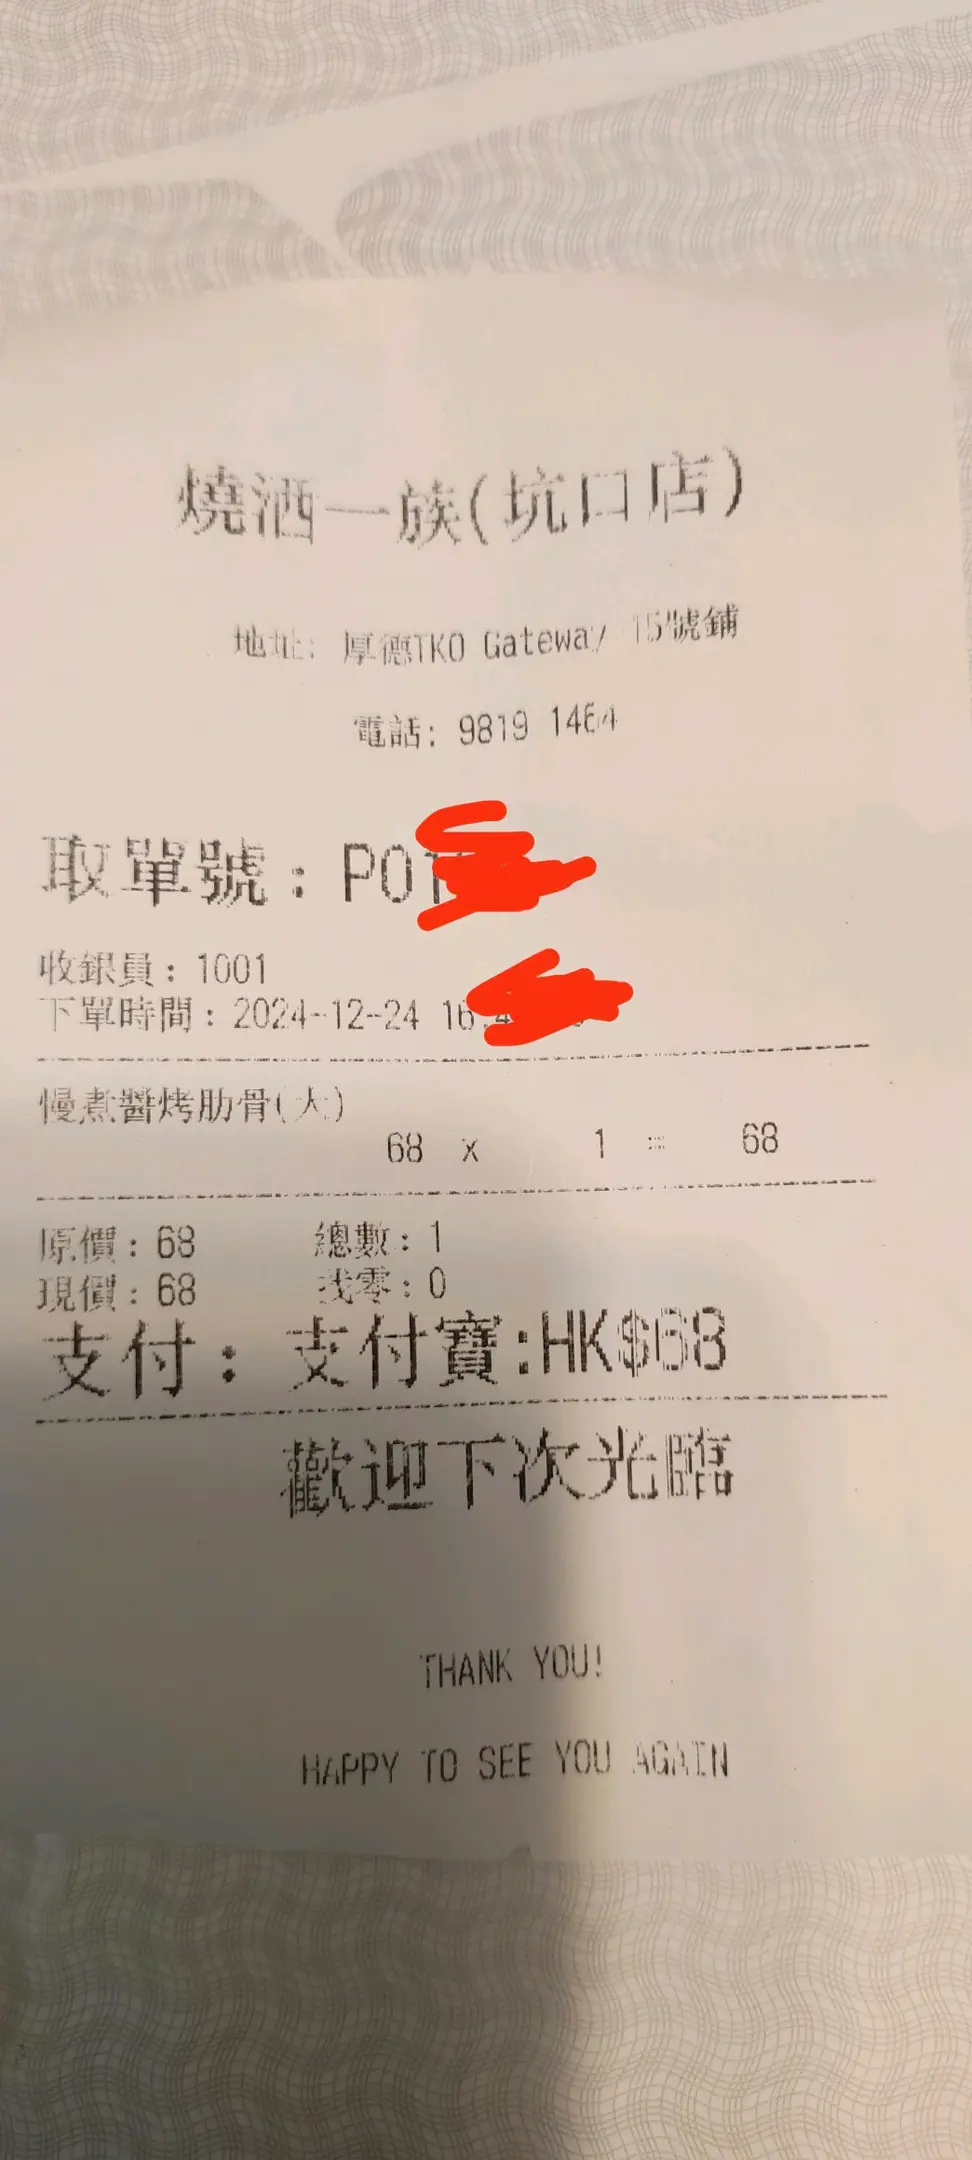 燒酒一族(坑口店)
地址: 厚德TKO Gateway 15號鋪
電話: 9819 1464
取單號:
收銀員: 1001
下單時間: 2024-12-24
慢煮醬烤肋骨(大)
68 x 1 = 68
原價: 68 總數: 1
現價: 68 找零: 0
支付: 支付寶:HK$68
歡迎下次光臨
THANK YOU!
HAPPY TO SEE YOU AGAIN